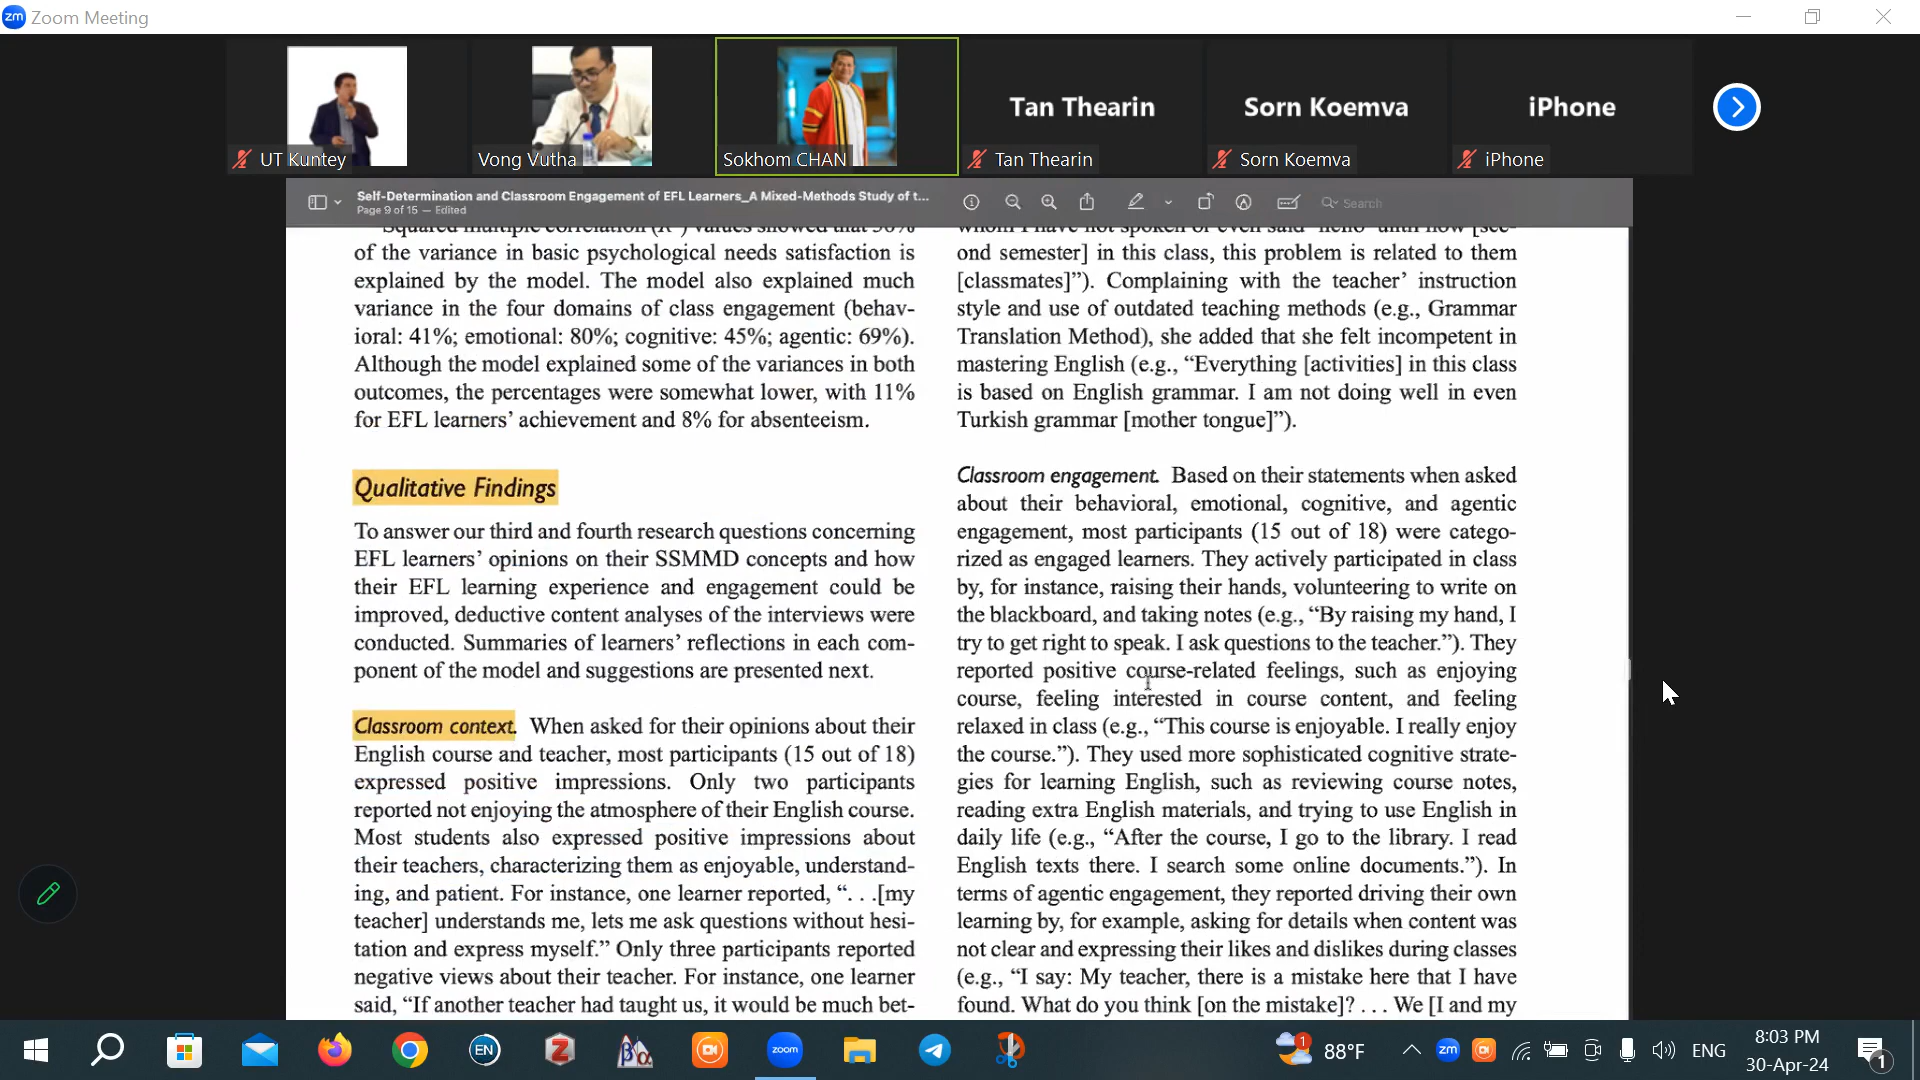 zm Zoom Meeting
Tan Thearin
Sorn Koemva
iPhone
UT Kuntey
Vong Vutha
Sokhom CHAN
Tan Thearin
Sorn Koemva
iPhone
Self-Determination and Classroom Engagement of EFL Learners_A Mixed-Methods Study of t...
Page 9 of 15 — Edited
Search
Squared multiple correlation (R²) values showed that 50%
of the variance in basic psychological needs satisfaction is
explained by the model. The model also explained much
variance in the four domains of class engagement (behav-
ioral: 41%; emotional: 80%; cognitive: 45%; agentic: 69%).
Although the model explained some of the variances in both
outcomes, the percentages were somewhat lower, with 11%
for EFL learners’ achievement and 8% for absenteeism.
Qualitative Findings
To answer our third and fourth research questions concerning
EFL learners’ opinions on their SSMMD concepts and how
their EFL learning experience and engagement could be
improved, deductive content analyses of the interviews were
conducted. Summaries of learners’ reflections in each com-
ponent of the model and suggestions are presented next.
Classroom context. When asked for their opinions about their
English course and teacher, most participants (15 out of 18)
expressed positive impressions. Only two participants
reported not enjoying the atmosphere of their English course.
Most students also expressed positive impressions about
their teachers, characterizing them as enjoyable, understand-
ing, and patient. For instance, one learner reported, “. . .[my
teacher] understands me, lets me ask questions without hesi-
tation and express myself.” Only three participants reported
negative views about their teacher. For instance, one learner
said, “If another teacher had taught us, it would be much bet-
whom I have not spoken or even said “hello” until now [sec-
ond semester] in this class, this problem is related to them
[classmates]”). Complaining with the teacher’ instruction
style and use of outdated teaching methods (e.g., Grammar
Translation Method), she added that she felt incompetent in
mastering English (e.g., “Everything [activities] in this class
is based on English grammar. I am not doing well in even
Turkish grammar [mother tongue]”).
Classroom engagement. Based on their statements when asked
about their behavioral, emotional, cognitive, and agentic
engagement, most participants (15 out of 18) were catego-
rized as engaged learners. They actively participated in class
by, for instance, raising their hands, volunteering to write on
the blackboard, and taking notes (e.g., “By raising my hand, I
try to get right to speak. I ask questions to the teacher.”). They
reported positive course-related feelings, such as enjoying
course, feeling interested in course content, and feeling
relaxed in class (e.g., “This course is enjoyable. I really enjoy
the course.”). They used more sophisticated cognitive strate-
gies for learning English, such as reviewing course notes,
reading extra English materials, and trying to use English in
daily life (e.g., “After the course, I go to the library. I read
English texts there. I search some online documents.”). In
terms of agentic engagement, they reported driving their own
learning by, for example, asking for details when content was
not clear and expressing their likes and dislikes during classes
(e.g., “I say: My teacher, there is a mistake here that I have
found. What do you think [on the mistake]? . . . We [I and my
EN
zoom
1
88°F
zm
ENG
8:03 PM
30-Apr-24
1